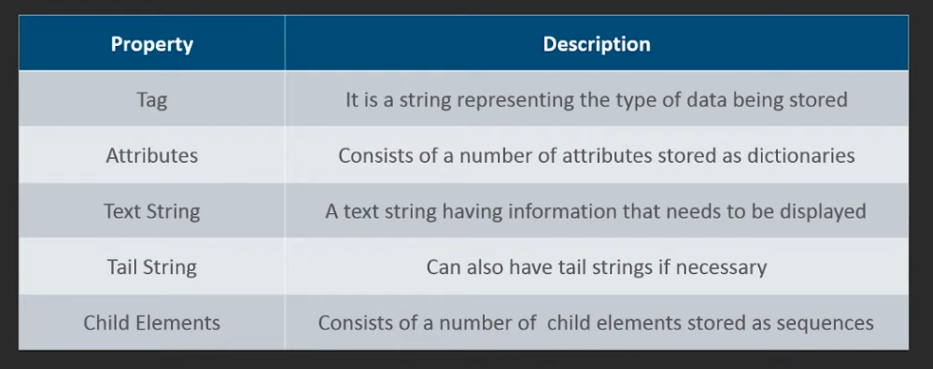 Property Description
Tag It is a string representing the type of data being stored
Attributes Consists of a number of attributes stored as dictionaries
Text String A text string having information that needs to be displayed
Tail String Can also have tail strings if necessary
Child Elements Consists of a number of child elements stored as sequences